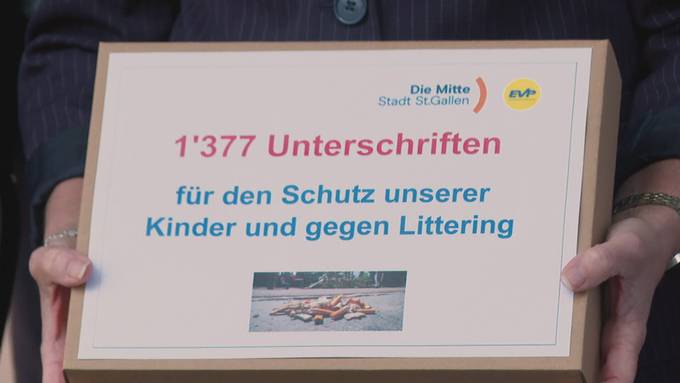 Die Mitte
Stadt St.Gallen
EVP
1'377 Unterschriften
für den Schutz unserer
Kinder und gegen Littering